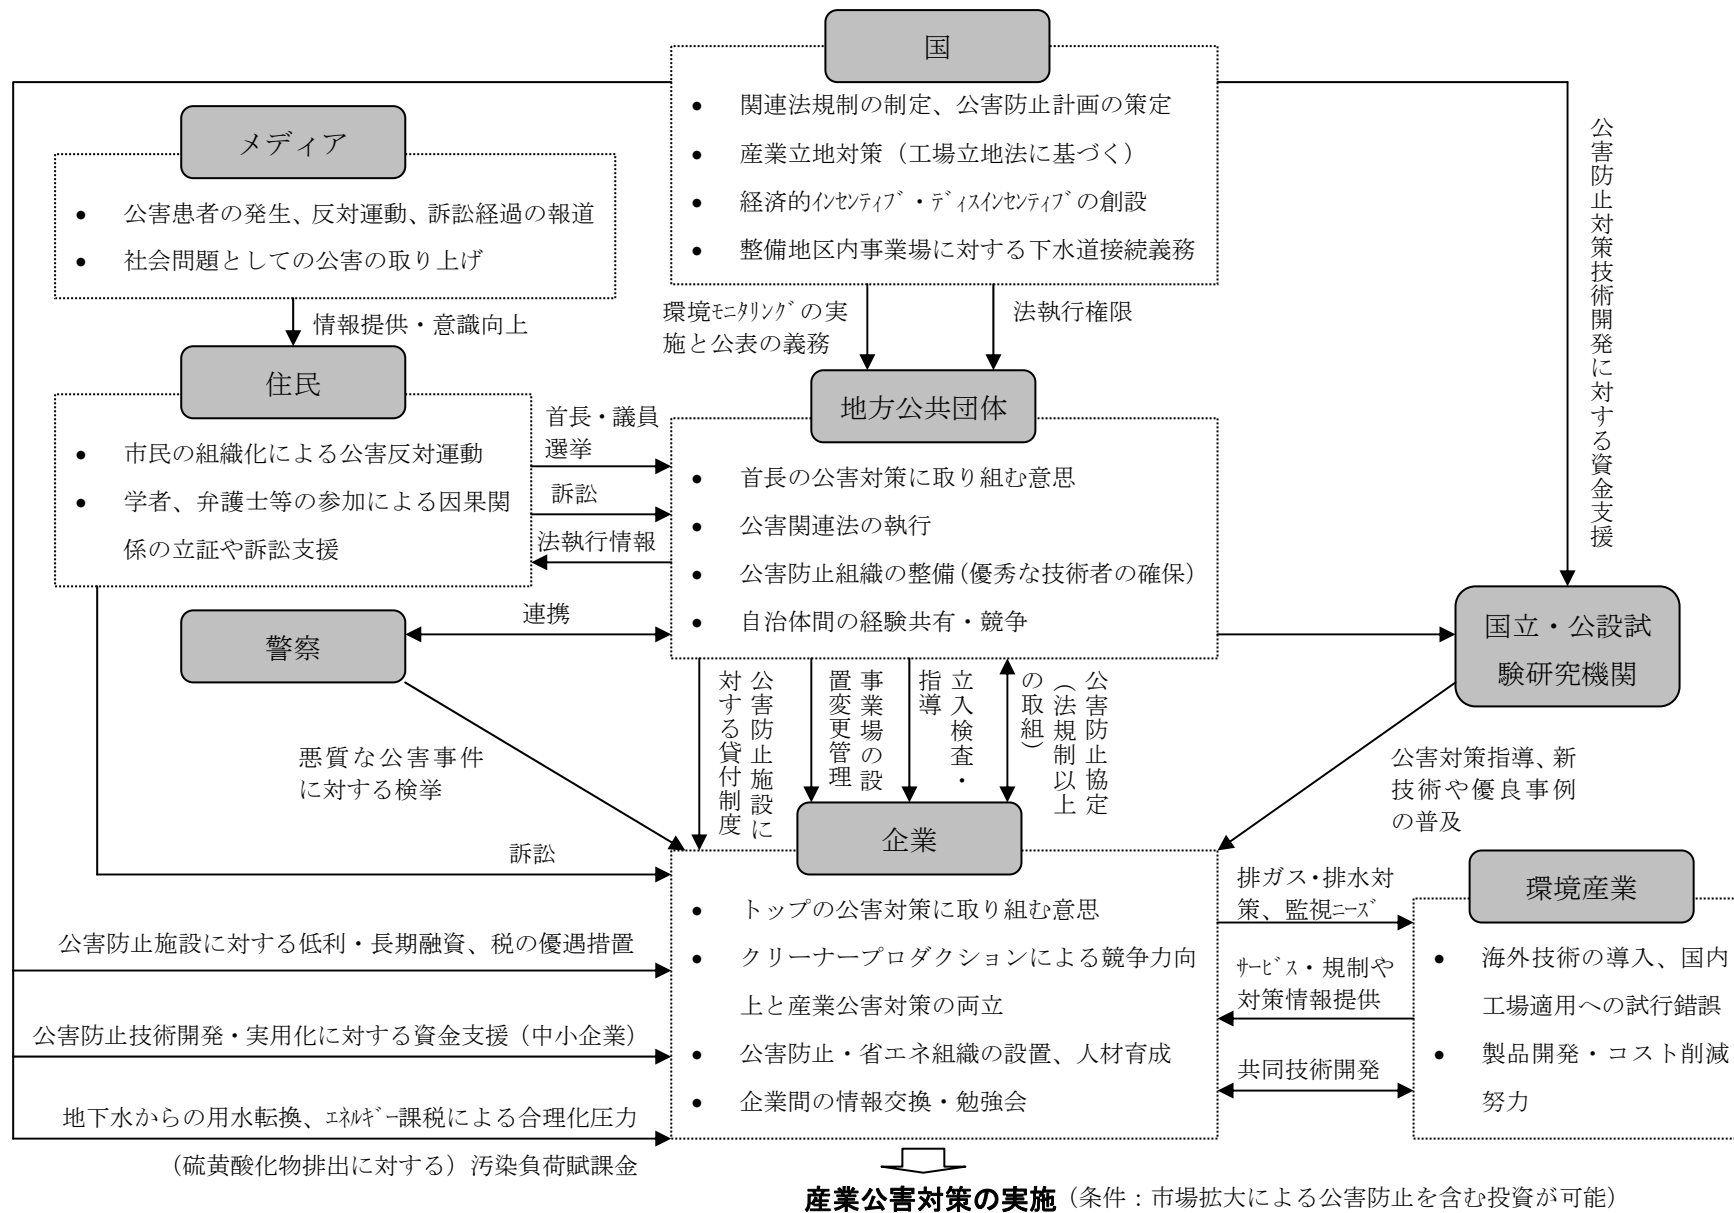 国
関連法規制の制定、公害防止計画の策定
産業立地対策（工場立地法に基づく）
経済的ｲﾝｾﾝﾃｨﾌﾞ・ﾃﾞｨｽｲﾝｾﾝﾃｨﾌﾞの創設
整備地区内事業場に対する下水道接続義務
メディア
公害患者の発生、反対運動、訴訟経過の報道
社会問題としての公害の取り上げ
情報提供・意識向上
環境ﾓﾆﾀﾘﾝｸﾞの実
施と公表の義務
法執行権限
公害防止対策技術開発に対する資金支援
住民
市民の組織化による公害反対運動
学者、弁護士等の参加による因果関
係の立証や訴訟支援
首長・議員
選挙
訴訟
法執行情報
地方公共団体
首長の公害対策に取り組む意思
公害関連法の執行
公害防止組織の整備（優秀な技術者の確保）
自治体間の経験共有・競争
警察
連携
国立・公設試
験研究機関
悪質な公害事件
に対する検挙
公害防止施設に
対する貸付制度
事業場の設
置変更管理
立入検査・
指導
公害防止協定
（法規制以上
の取組）
公害対策指導、新
技術や優良事例
の普及
訴訟
企業
トップの公害対策に取り組む意思
クリーナープロダクションによる競争力向
上と産業公害対策の両立
公害防止・省エネ組織の設置、人材育成
企業間の情報交換・勉強会
公害防止施設に対する低利・長期融資、税の優遇措置
公害防止技術開発・実用化に対する資金支援（中小企業）
地下水からの用水転換、ｴﾈﾙｷﾞｰ課税による合理化圧力
（硫黄酸化物排出に対する）汚染負荷賦課金
排ガス・排水対
策、監視ﾆｰｽﾞ
ｻｰﾋﾞｽ・規制や
対策情報提供
共同技術開発
環境産業
海外技術の導入、国内
工場適用への試行錯誤
製品開発・コスト削減
努力
産業公害対策の実施（条件：市場拡大による公害防止を含む投資が可能）